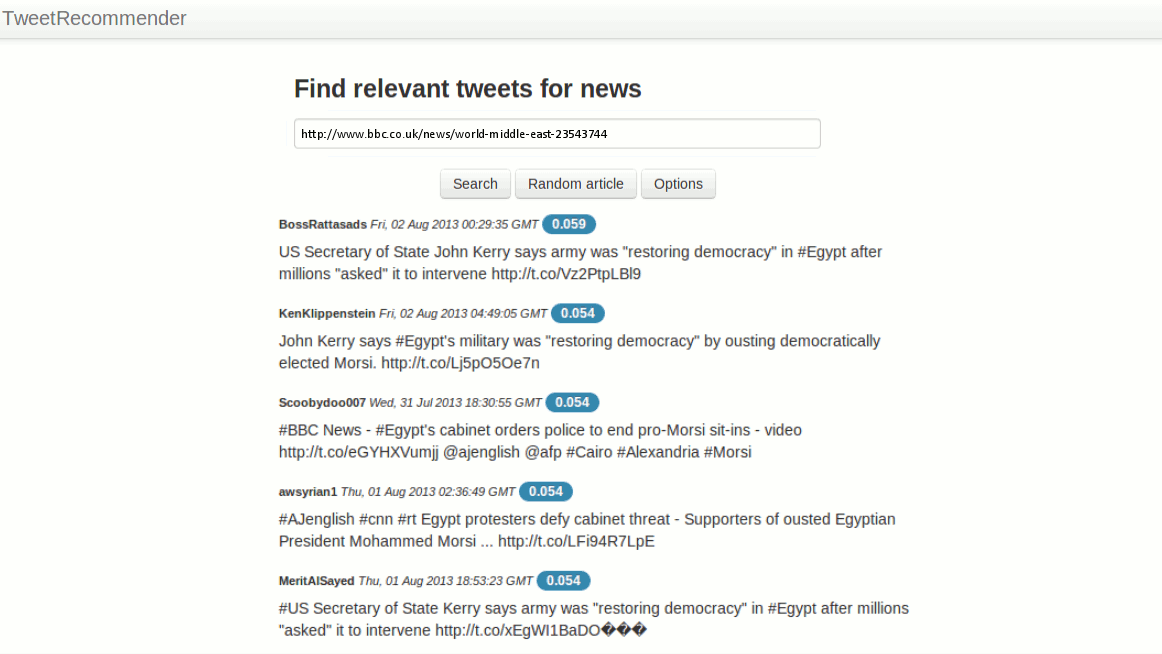 TweetRecommender
Find relevant tweets for news
http://www.bbc.co.uk/news/world-middle-east-23543744
Search Random article Options
BossRattasads Fri, 02 Aug 2013 00:29:35 GMT 0.059
US Secretary of State John Kerry says army was "restoring democracy" in #Egypt after
millions "asked" it to intervene http://t.co/Vz2PtpLBl9
KenKlippenstein Fri, 02 Aug 2013 04:49:05 GMT 0.054
John Kerry says #Egypt's military was "restoring democracy" by ousting democratically
elected Morsi. http://t.co/Lj5pO5Oe7n
Scoobydoo007 Wed, 31 Jul 2013 18:30:55 GMT 0.054
#BBC News - #Egypt's cabinet orders police to end pro-Morsi sit-ins - video
http://t.co/eGYHXVumjj @ajenglish @afp #Cairo #Alexandria #Morsi
awsyrian1 Thu, 01 Aug 2013 02:36:49 GMT 0.054
#AJenglish #cnn #rt Egypt protesters defy cabinet threat - Supporters of ousted Egyptian
President Mohammed Morsi ... http://t.co/LFi94R7LpE
MeritAlSayed Thu, 01 Aug 2013 18:53:23 GMT 0.054
#US Secretary of State Kerry says army was "restoring democracy" in #Egypt after millions
"asked" it to intervene http://t.co/xEgWI1BaDO���